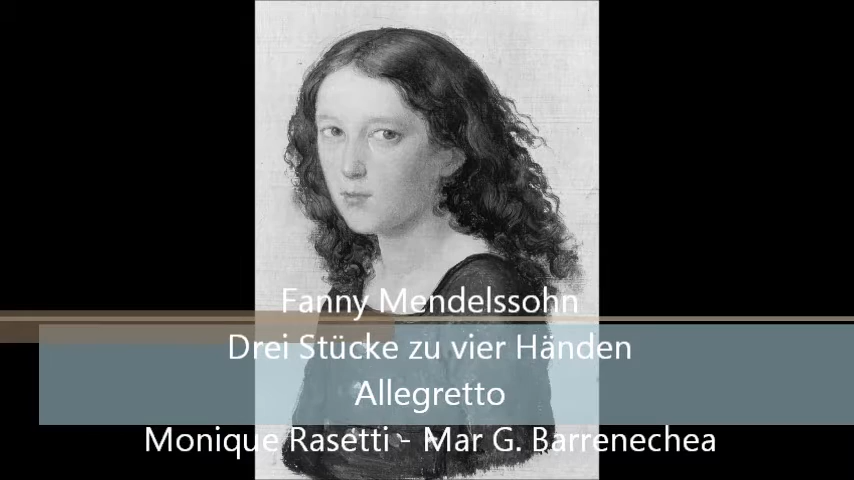 Fanny Mendelssohn
Drei Stücke zu vier Händen
Allegretto
Monique Rasetti - Mar G. Barrenechea